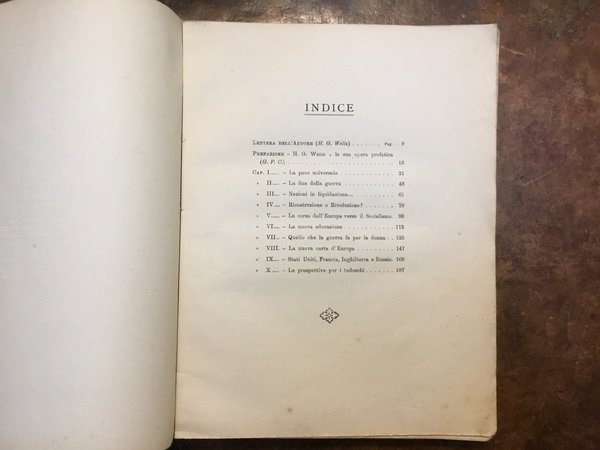 INDICE
LETTERA DELL'AUTORE (H. G. Wells) . . . . . . . Pag. 9
PREFAZIONE – H. G. Wells e la sua opera profetica
(G. P. C.) . . . . . . . . . . . . . . . . . . . . 13
CAP. I.... – La pace universale . . . . . . . . . . . 21
» II.... – La fine della guerra . . . . . . . . . . 43
» III... – Nazioni in liquidazione... . . . . . . . 61
» IV.... – Ricostruzione o Rivoluzione? . . . . . 79
» V..... – La corsa dell'Europa verso il Socialismo. 93
» VI.... – La nuova educazione . . . . . . . . . . 115
» VII... – Quello che la guerra fa per la donna . . 125
» VIII. – La nuova carta d'Europa . . . . . . . . 147
» IX.... – Stati Uniti, Francia, Inghilterra e Russia. 169
» X..... – Le prospettive per i tedeschi . . . . . . . 187